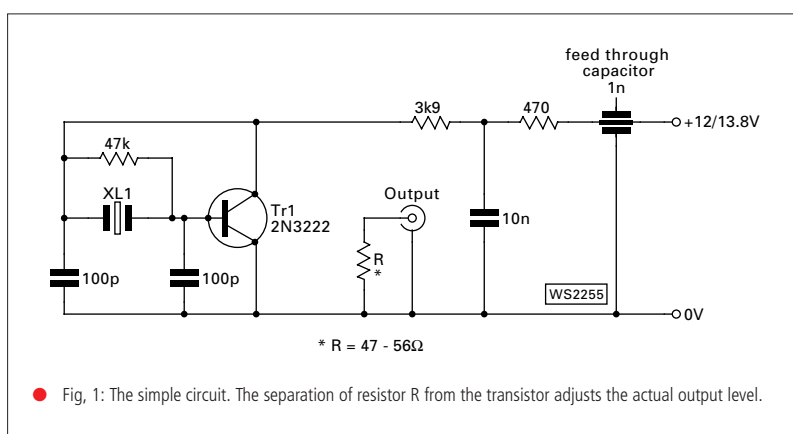 feed through
capacitor
1n
3k9
470
+12/13.8V
47k
XL1
Tr1
2N3222
Output
10n
R
*
100p
100p
WS2255
0V
* R = 47 - 56Ω
Fig, 1: The simple circuit. The separation of resistor R from the transistor adjusts the actual output level.